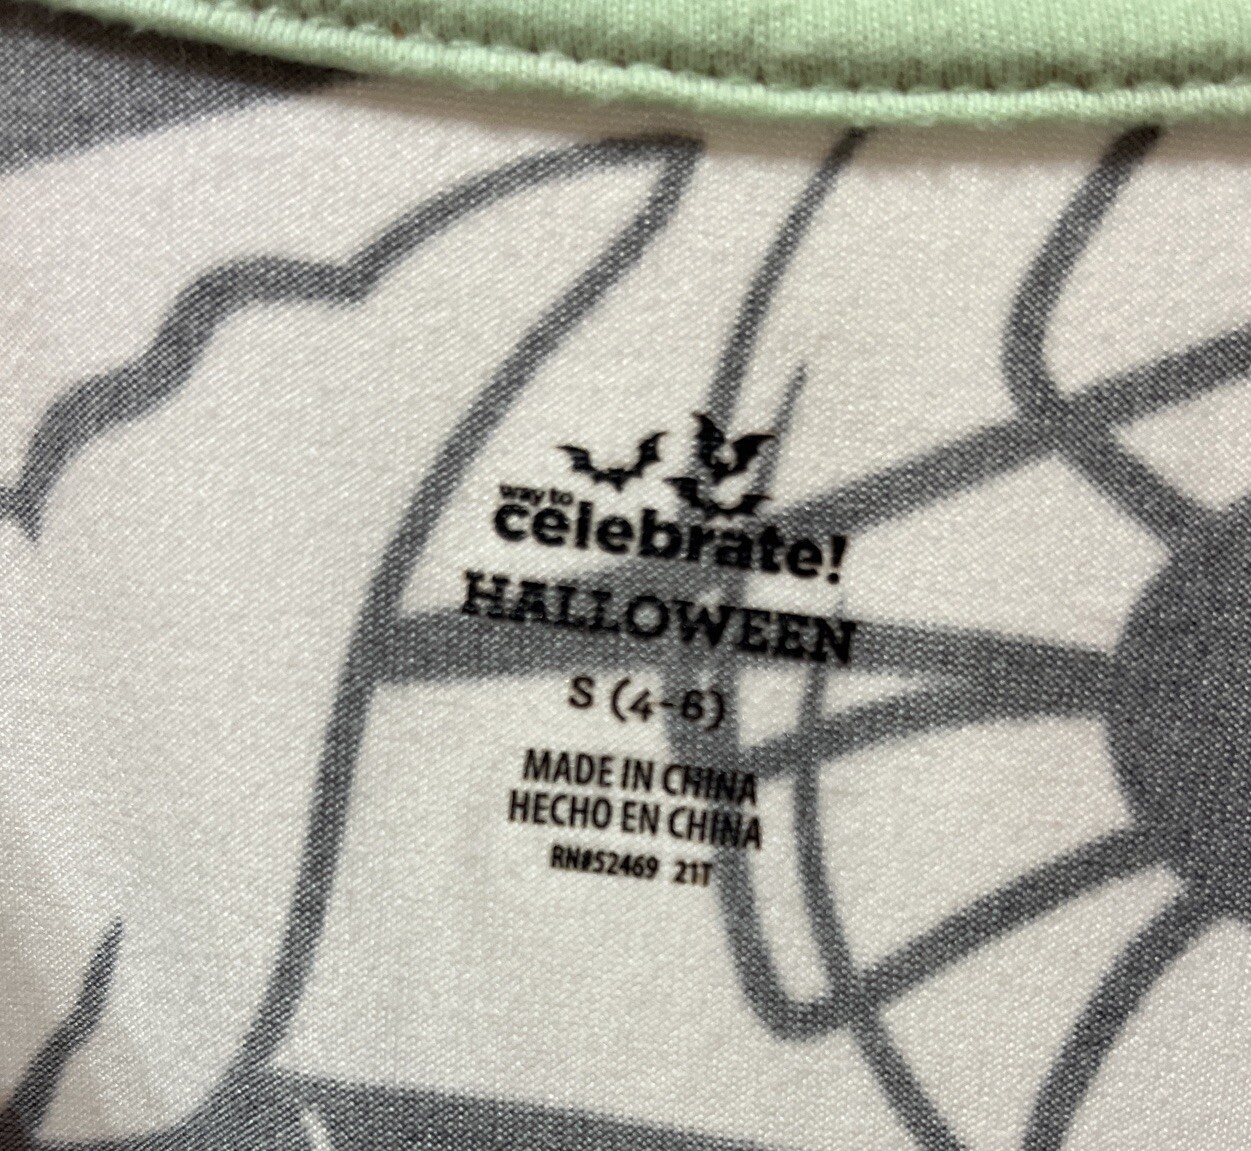 way to
celebrate!
HALLOWEEN
S (4-6)
MADE IN CHINA
HECHO EN CHINA
RN#52469 21T